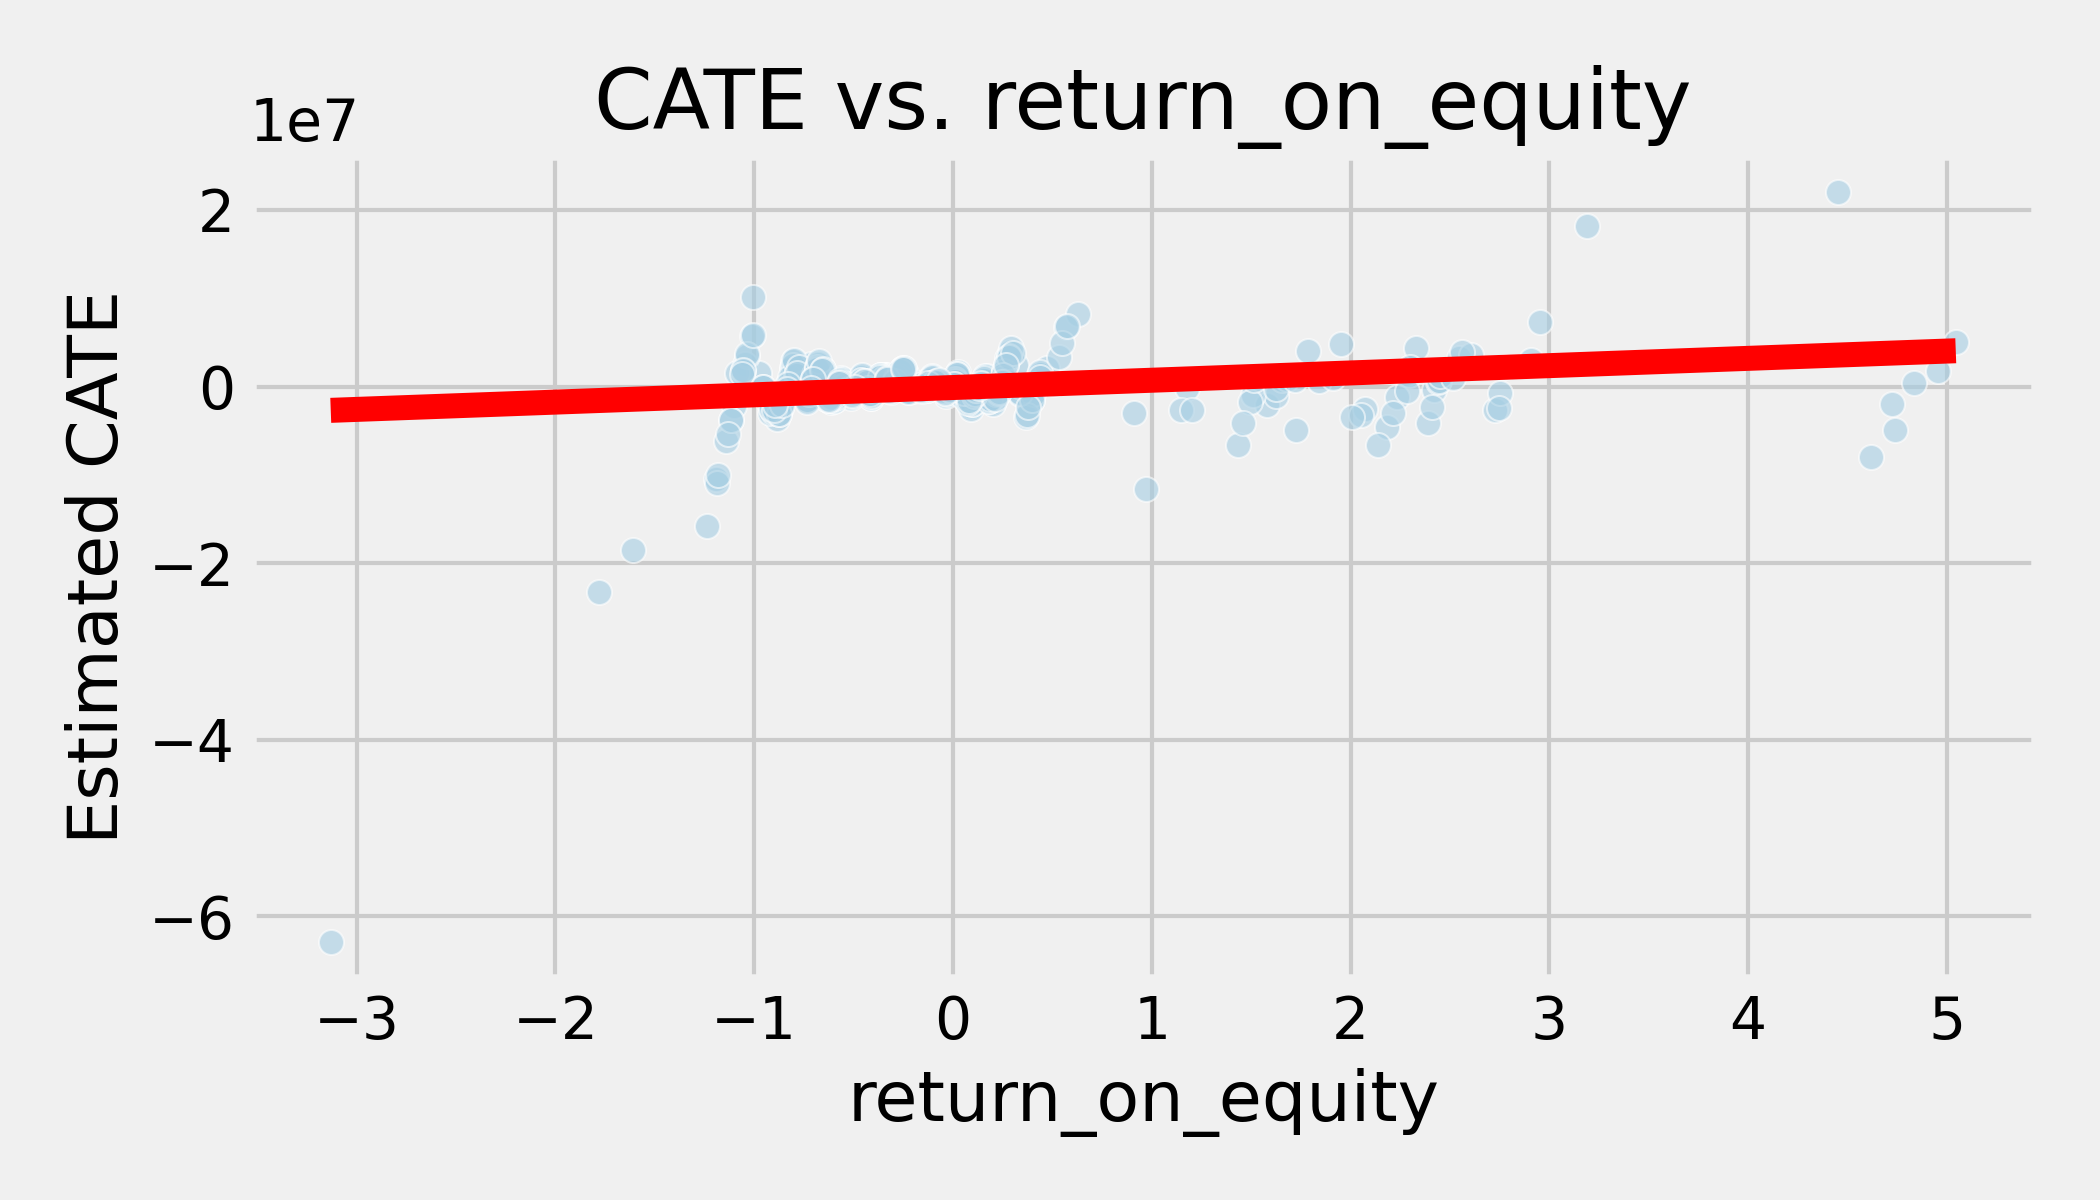 CATE vs. return_on_equity
1e7
2
0
−2
−4
−6
Estimated CATE
−3 −2 −1 0 1 2 3 4 5
return_on_equity